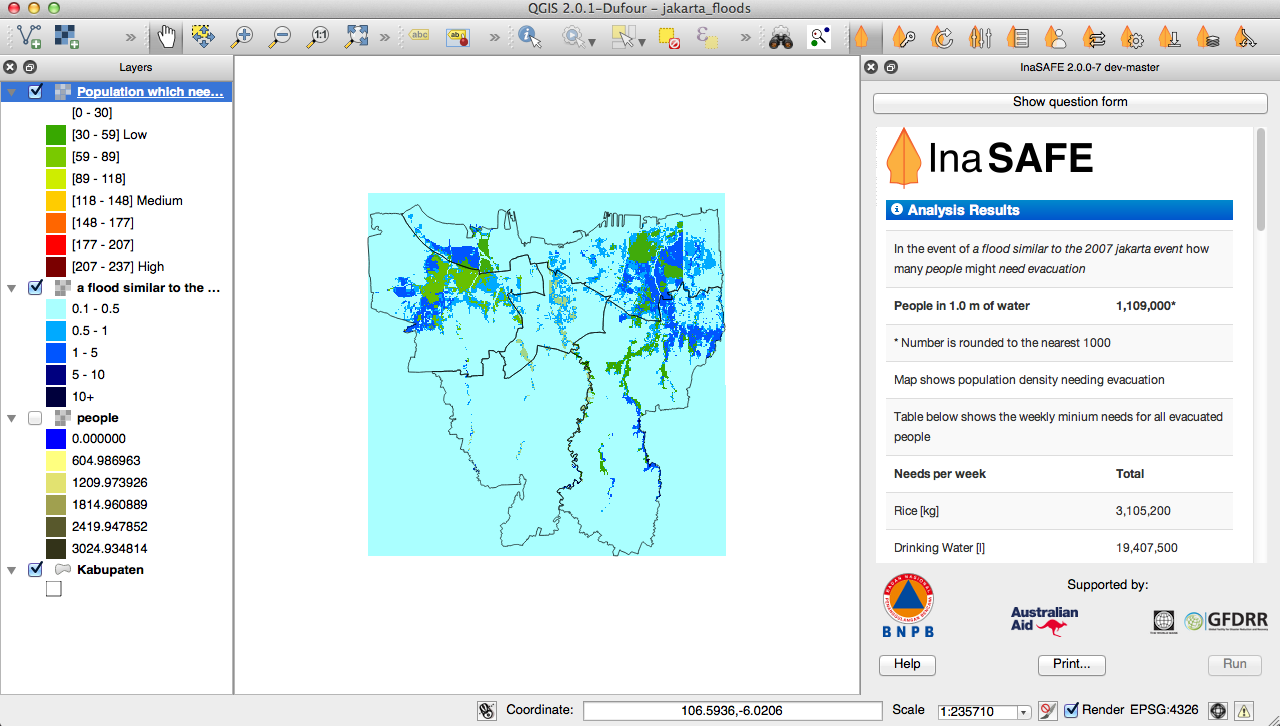 QGIS 2.0.1-Dufour - jakarta_floods
»
1:1
»
abc
ab
»
»
Layers
InaSAFE 2.0.0-7 dev-master
Population which nee...
[0 - 30]
[30 - 59] Low
[59 - 89]
[89 - 118]
[118 - 148] Medium
[148 - 177]
[177 - 207]
[207 - 237] High
a flood similar to the ...
0.1 - 0.5
0.5 - 1
1 - 5
5 - 10
10+
people
0.000000
604.986963
1209.973926
1814.960889
2419.947852
3024.934814
Kabupaten
Show question form
InaSAFE
Analysis Results
In the event of a flood similar to the 2007 jakarta event how
many people might need evacuation
People in 1.0 m of water 1,109,000*
* Number is rounded to the nearest 1000
Map shows population density needing evacuation
Table below shows the weekly minium needs for all evacuated
people
Needs per week Total
Rice [kg] 3,105,200
Drinking Water [l] 19,407,500
Supported by:
BNPB
Australian
Aid
THE WORLD BANK
GFDRR
Help
Print...
Run
Coordinate: 106.5936,-6.0206
Scale 1:235710
Render EPSG:4326